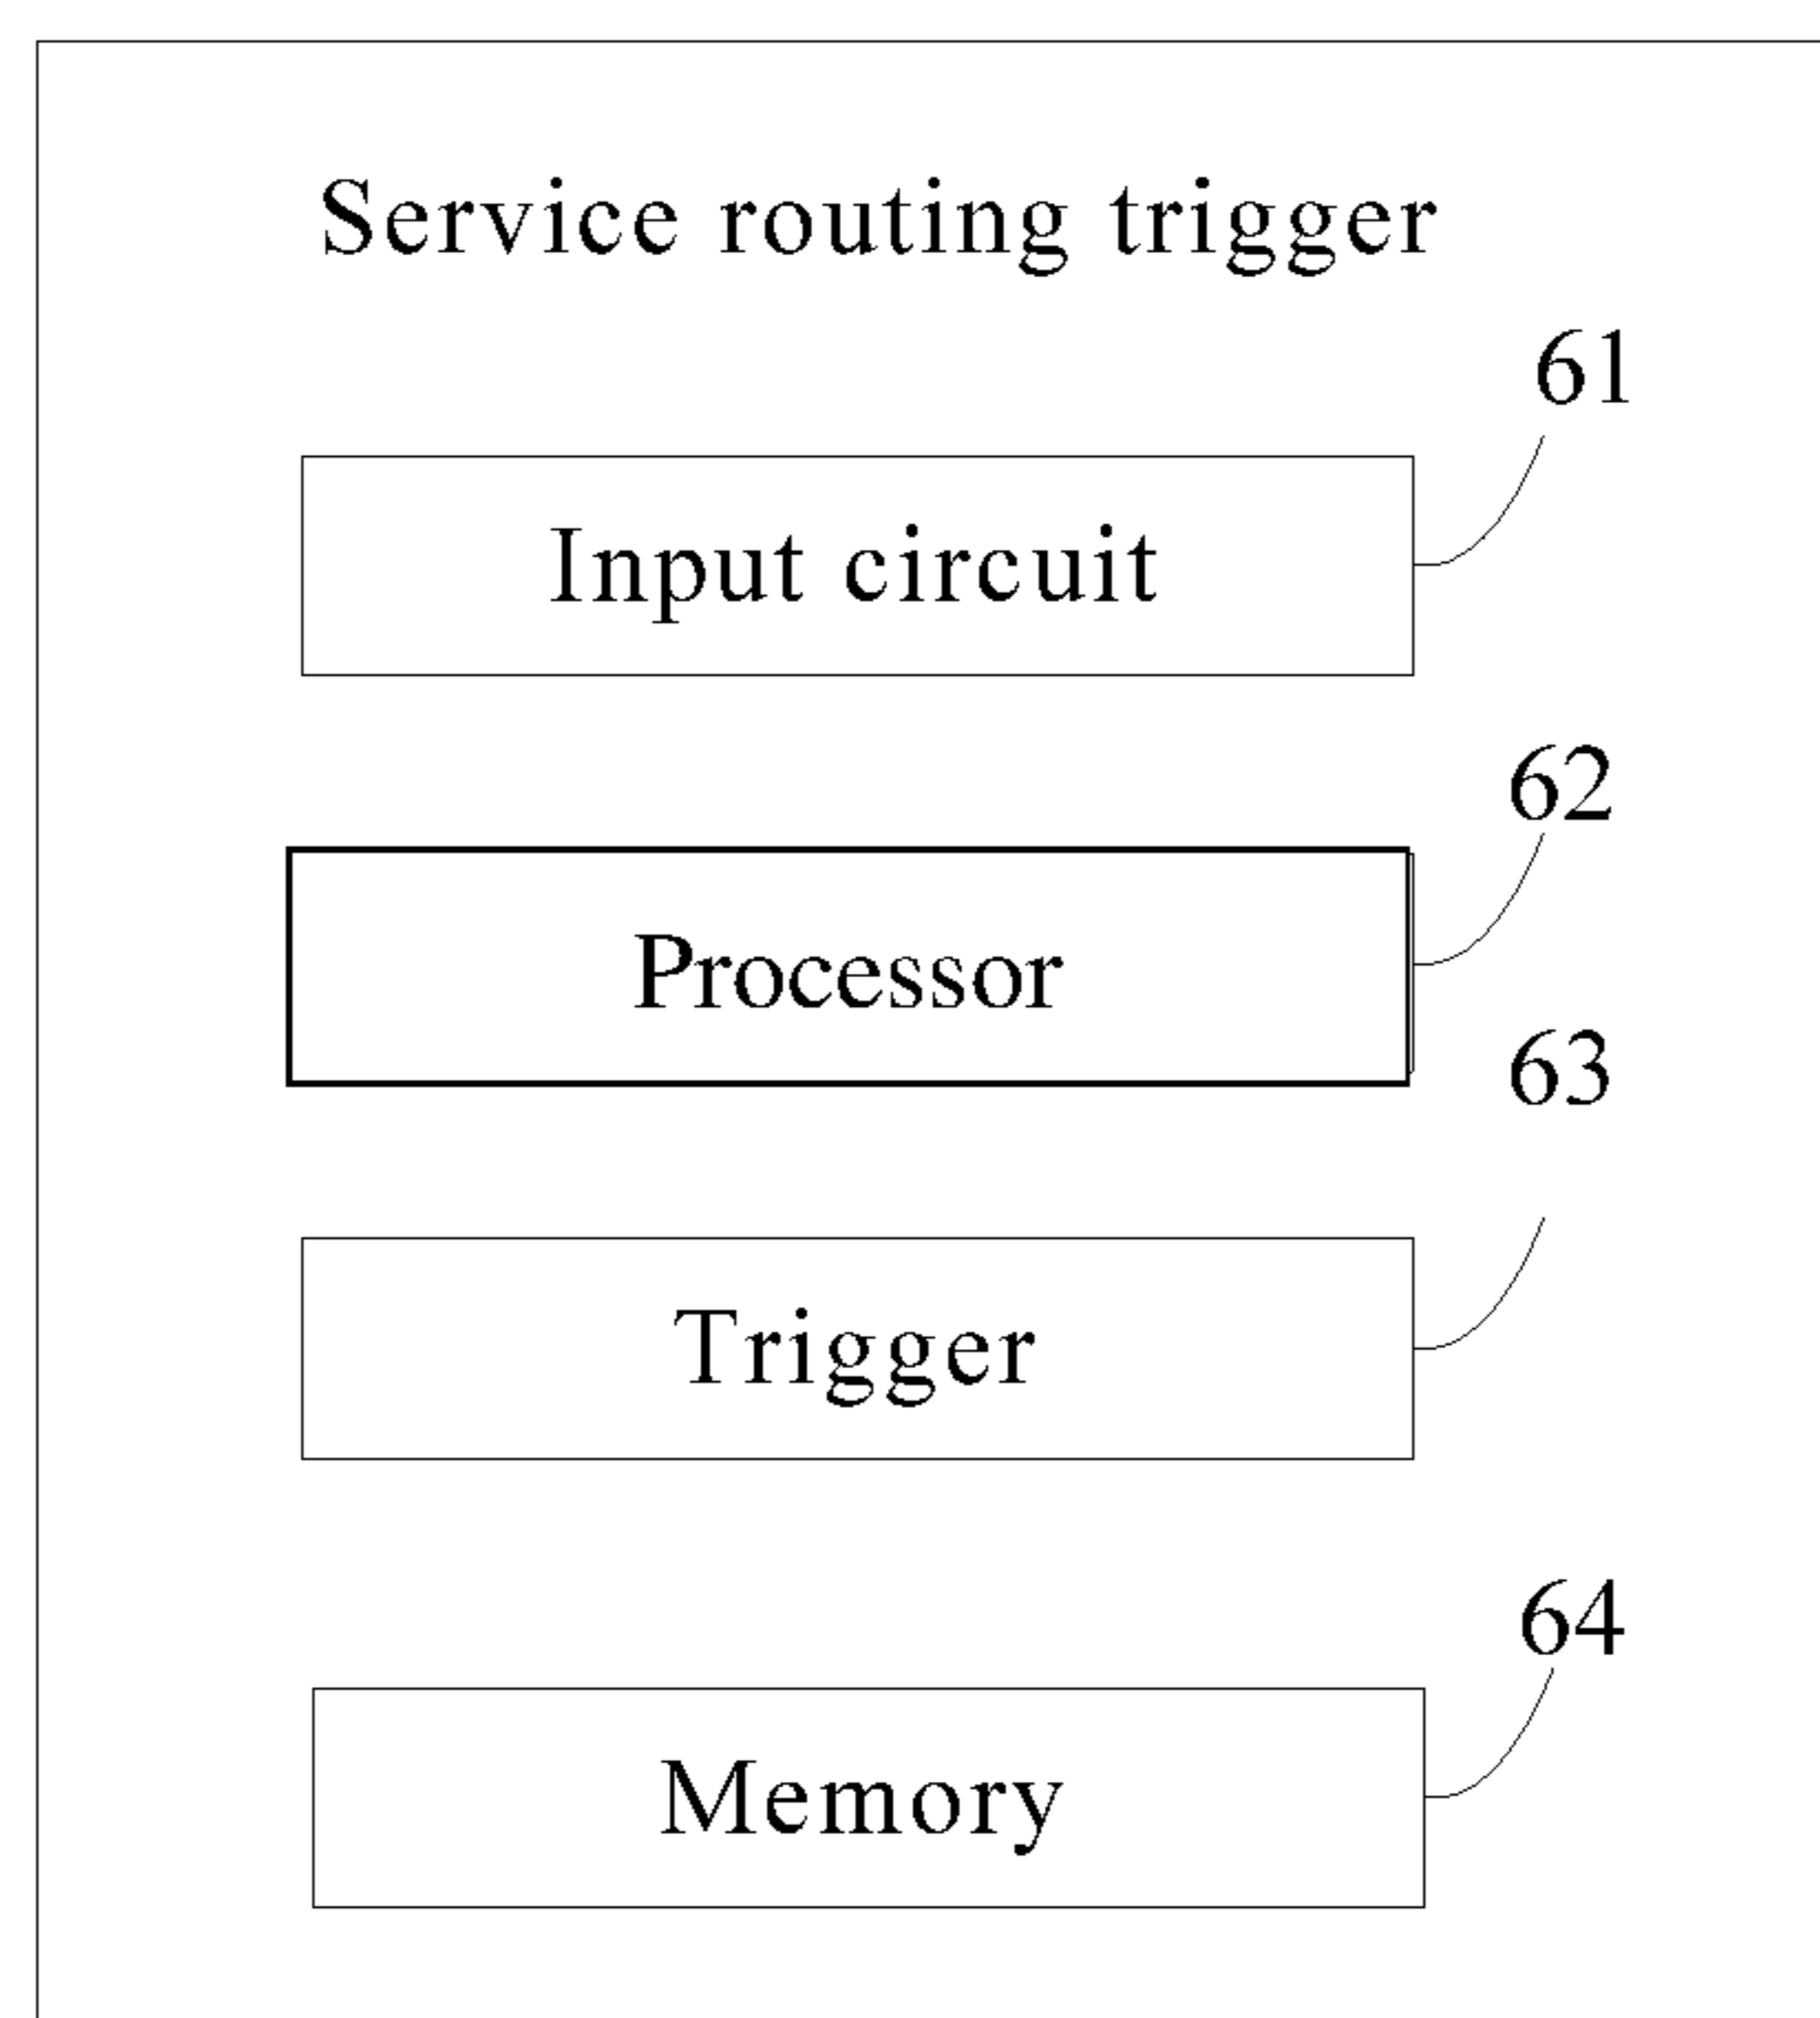 Service routing trigger
61
Input circuit
62
Processor
63
Trigger
64
Memory